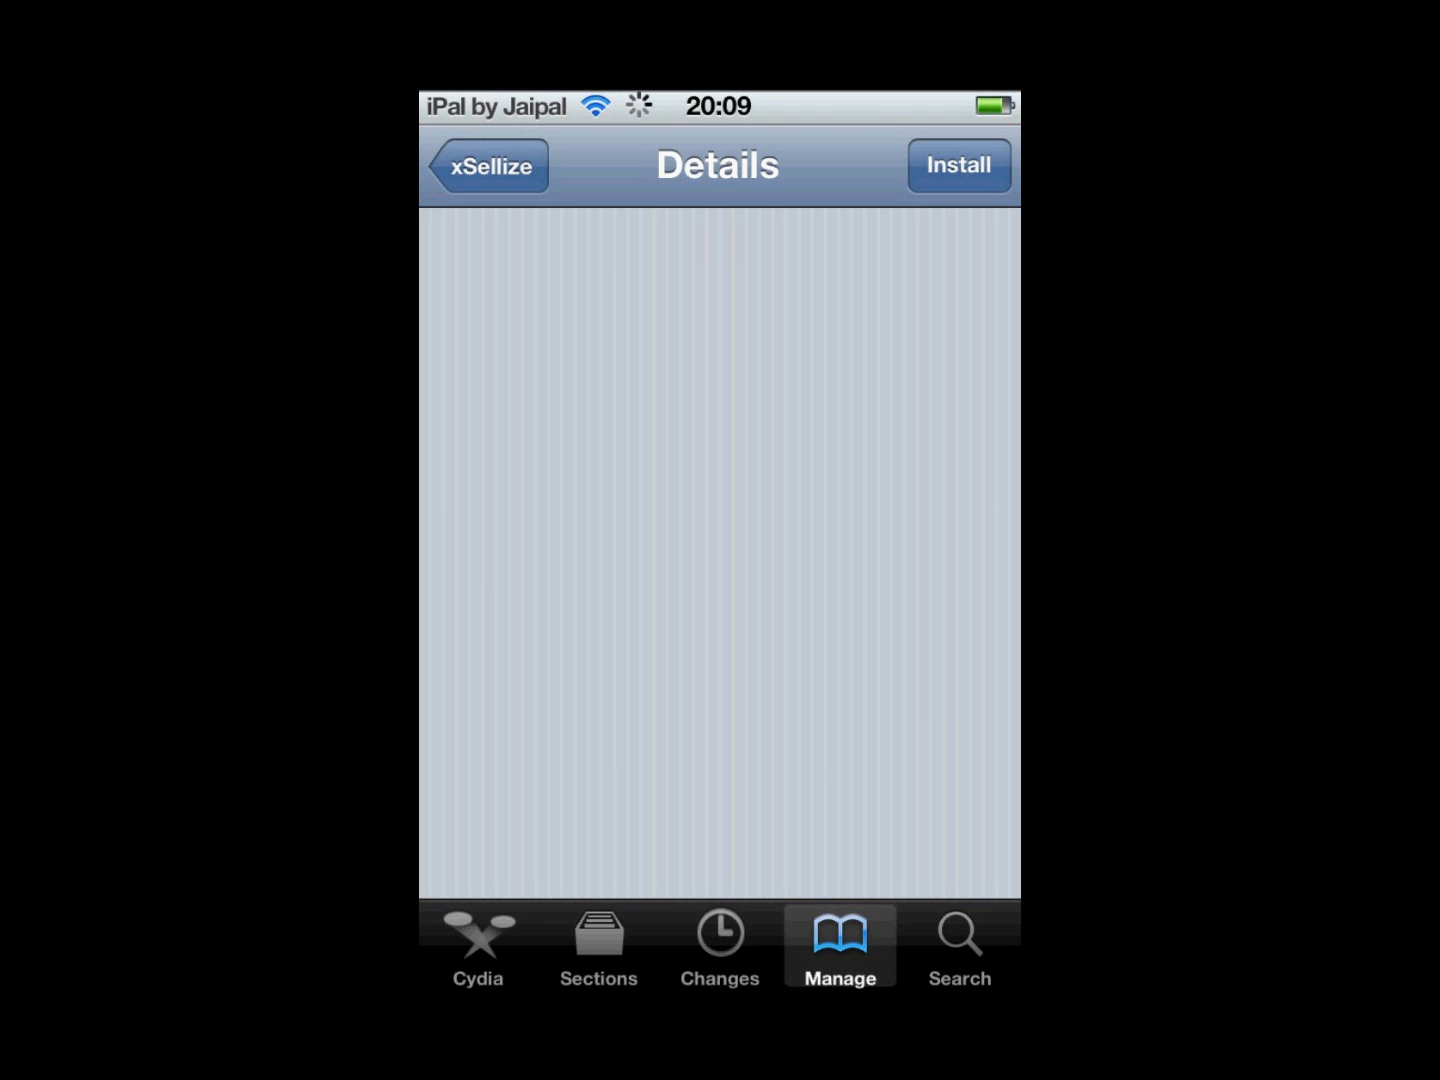 iPal by Jaipal 20:09
xSellize Details Install
Cydia Sections Changes Manage Search